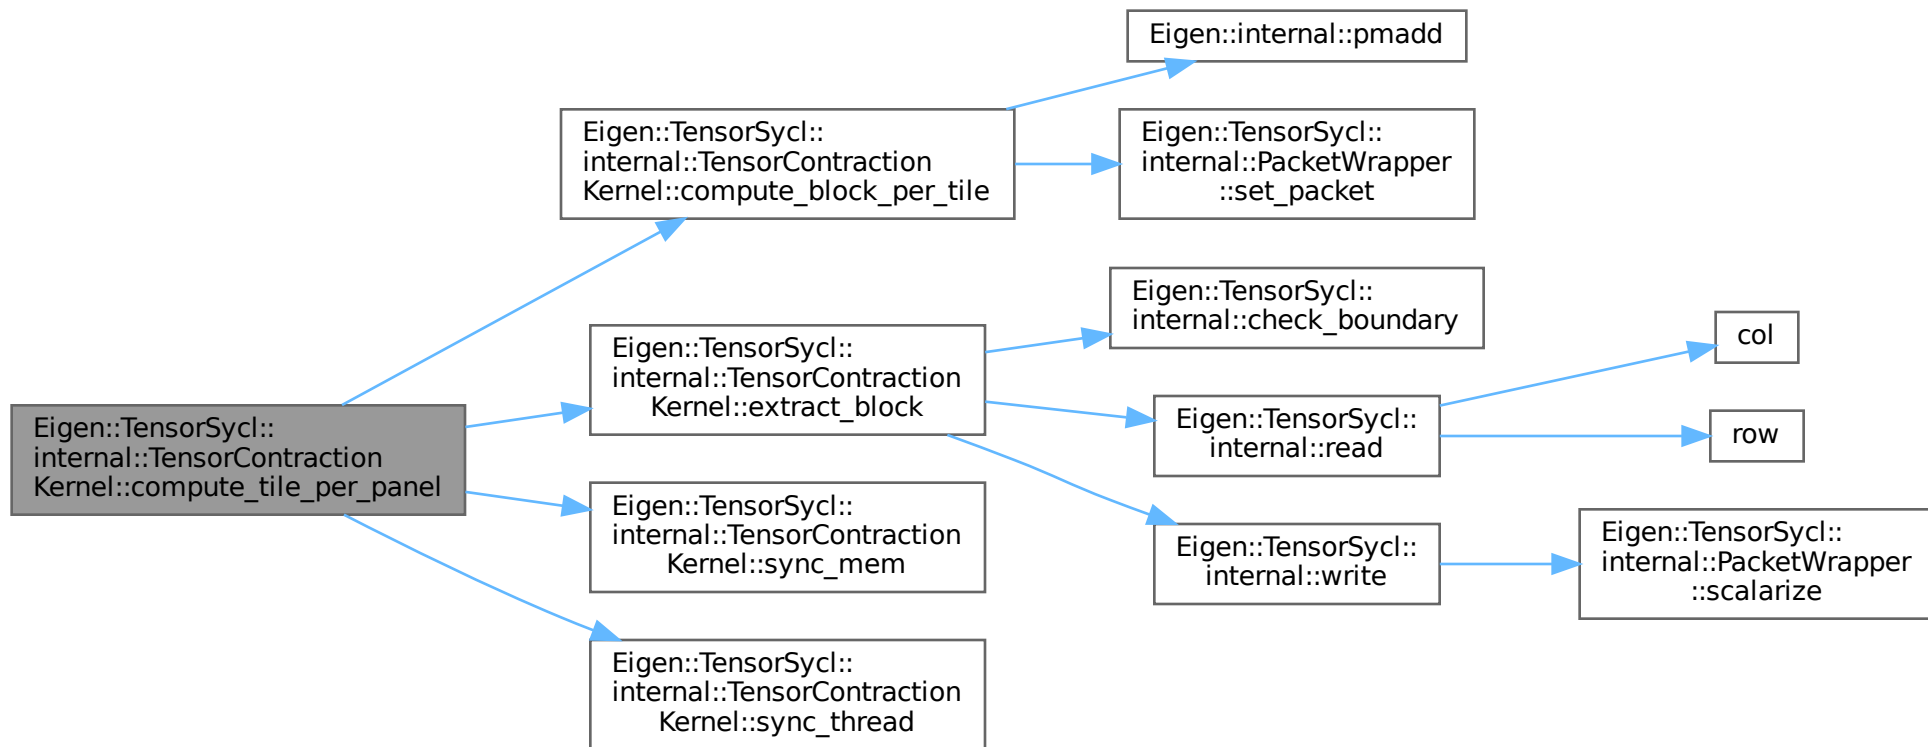 Eigen::internal::pmadd
Eigen::TensorSycl::
internal::TensorContraction
Kernel::compute_block_per_tile
Eigen::TensorSycl::
internal::PacketWrapper
::set_packet
Eigen::TensorSycl::
internal::check_boundary
Eigen::TensorSycl::
internal::TensorContraction
Kernel::extract_block
col
Eigen::TensorSycl::
internal::read
row
Eigen::TensorSycl::
internal::TensorContraction
Kernel::compute_tile_per_panel
Eigen::TensorSycl::
internal::TensorContraction
Kernel::sync_mem
Eigen::TensorSycl::
internal::write
Eigen::TensorSycl::
internal::PacketWrapper
::scalarize
Eigen::TensorSycl::
internal::TensorContraction
Kernel::sync_thread